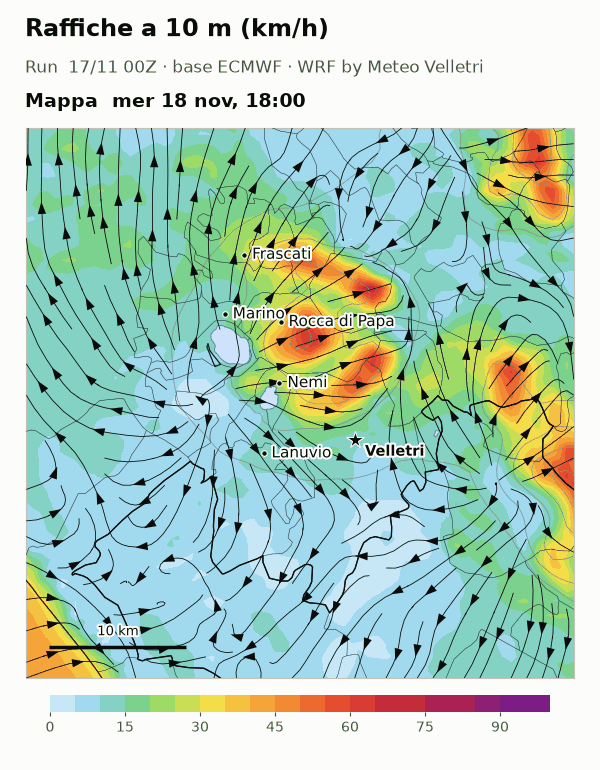 Raffiche a 10 m (km/h)
Run  17/11 00Z · base ECMWF · WRF by Meteo Velletri
Mappa  mer 18 nov, 18:00
Frascati
Marino
Rocca di Papa
Nemi
Velletri
Lanuvio
10 km
0 15 30 45 60 75 90